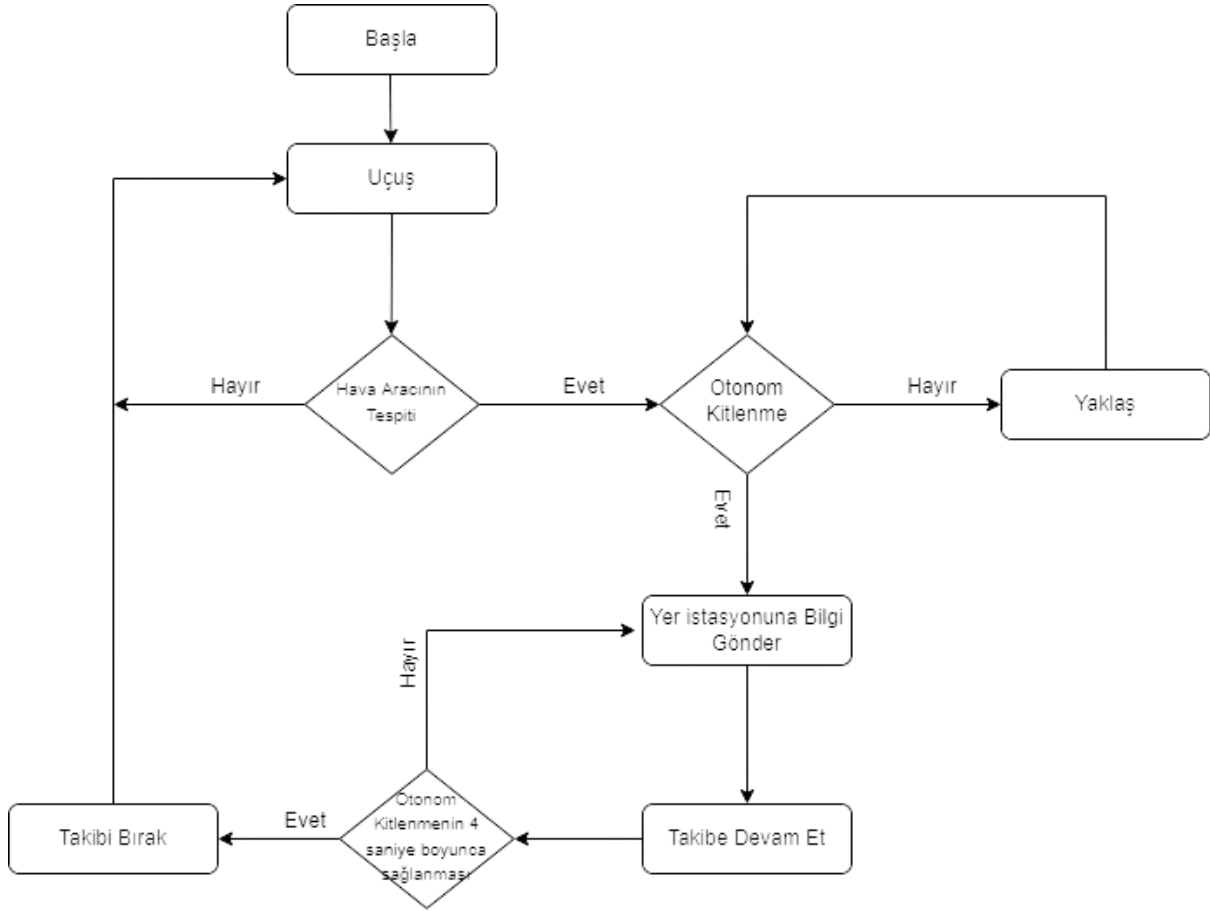 Başla
Uçuş
Hayır
Hava Aracının
Tespiti
Evet
Otonom
Kitlenme
Hayır
Yaklaş
Evet
Yer istasyonuna Bilgi
Gönder
Hayır
Takibi Bırak
Evet
Otonom
Kitlenmenin 4
saniye boyunca
sağlanması
Takibe Devam Et